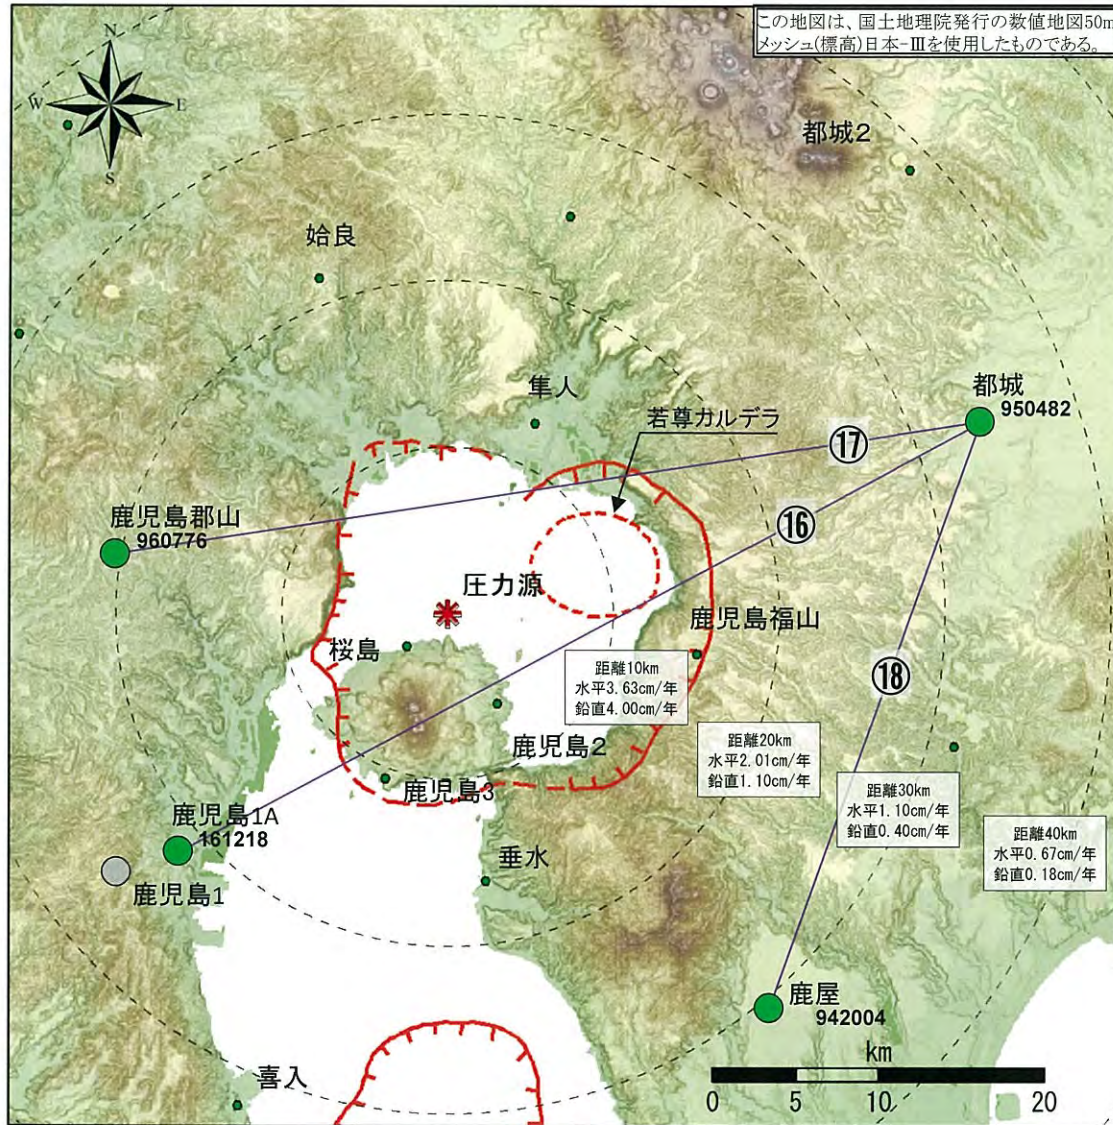 この地図は、国土地理院発行の数値地図50m
メッシュ(標高)日本-Ⅲを使用したものである。
N
W
E
S
都城2
姶良
隼人
若尊カルデラ
都城
950482
⑰
⑯
鹿児島郡山
960776
圧力源
鹿児島福山
桜島
⑱
距離10km
水平3.63cm/年
鉛直4.00cm/年
鹿児島2
距離20km
水平2.01cm/年
鉛直1.10cm/年
鹿児島3
距離30km
水平1.10cm/年
鉛直0.40cm/年
鹿児島1A
161218
距離40km
水平0.67cm/年
鉛直0.18cm/年
垂水
鹿児島1
鹿屋
942004
km
喜入
0 5 10 20